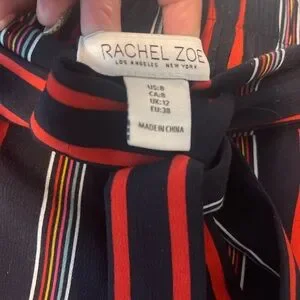 RACHEL ZOE
LOS ANGELES NEW YORK
US:8
CA:8
UK:12
EU:38
MADE IN CHINA